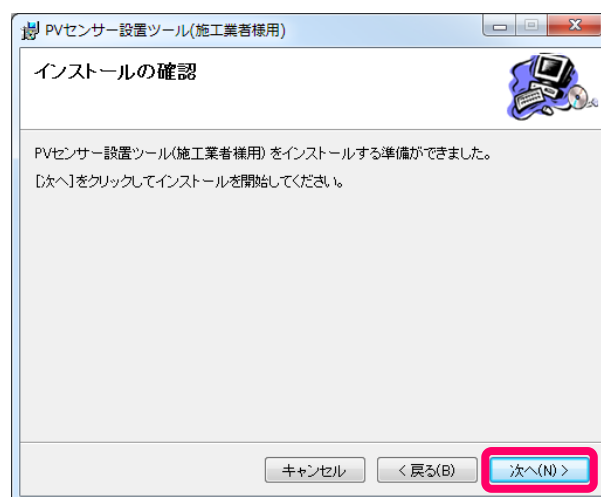 PVセンサー設置ツール(施工業者様用)
インストールの確認
PVセンサー設置ツール(施工業者様用) をインストールする準備ができました。
[次へ]をクリックしてインストールを開始してください。
キャンセル
< 戻る(B)
次へ(N) >